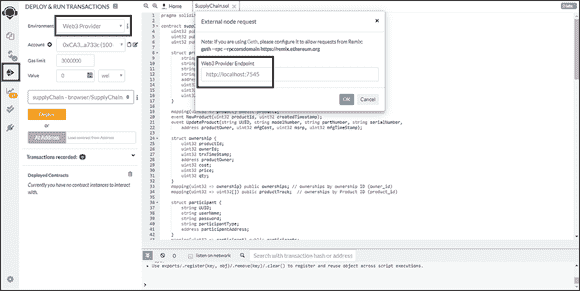 DEPLOY & RUN TRANSACTIONS
Environment
Web3 Provider
Account
0xCA3...a733c (100
Gas limit
3000000
Value
0
wei
supplyChain - browser/SupplyChain.
Deploy
or
At Address
Load contract from Address
Transactions recorded
Deployed Contracts
Currently you have no contract instances to interact with.
SupplyChain.sol
pragma solidi
contract supp
uint32 pu
uint32 pu
uint32 pu
struct pr
External node request
Note: If you are using Geth, please configure it to allow requests from Remix:
geth --rpc --rpccorsdomain https://remix.ethereum.org
Web3 Provider Endpoint
http://localhost:7545
OK
Cancel
event NewProduct(uint32 productId, uint32 createdTimeStamp);
event UpdateProduct(string UUID, string modelNumber, string partNumber, string serialNumber,
address productOwner, uint32 mfgCost, uint32 msrp, uint32 mfgTimeStamp);
struct ownership {
uint32 productId;
uint32 ownerId;
uint32 trxTimeStamp;
address productOwner;
uint32 cost;
uint32 price;
uint32 qty;
}
mapping(uint32 => ownership) public ownerships; // ownerships by ownership ID (owner_id)
mapping(uint32 => uint32[]) public productTrack; // ownerships by Product ID (product_id)
struct participant {
string UUID;
string userName;
string password;
string participantType;
address participantAddress;
}
listen on network
Search with transaction hash or address
Use exports/.register(key, obj)/.remove(key)/.clear() to register and reuse object across script executions.